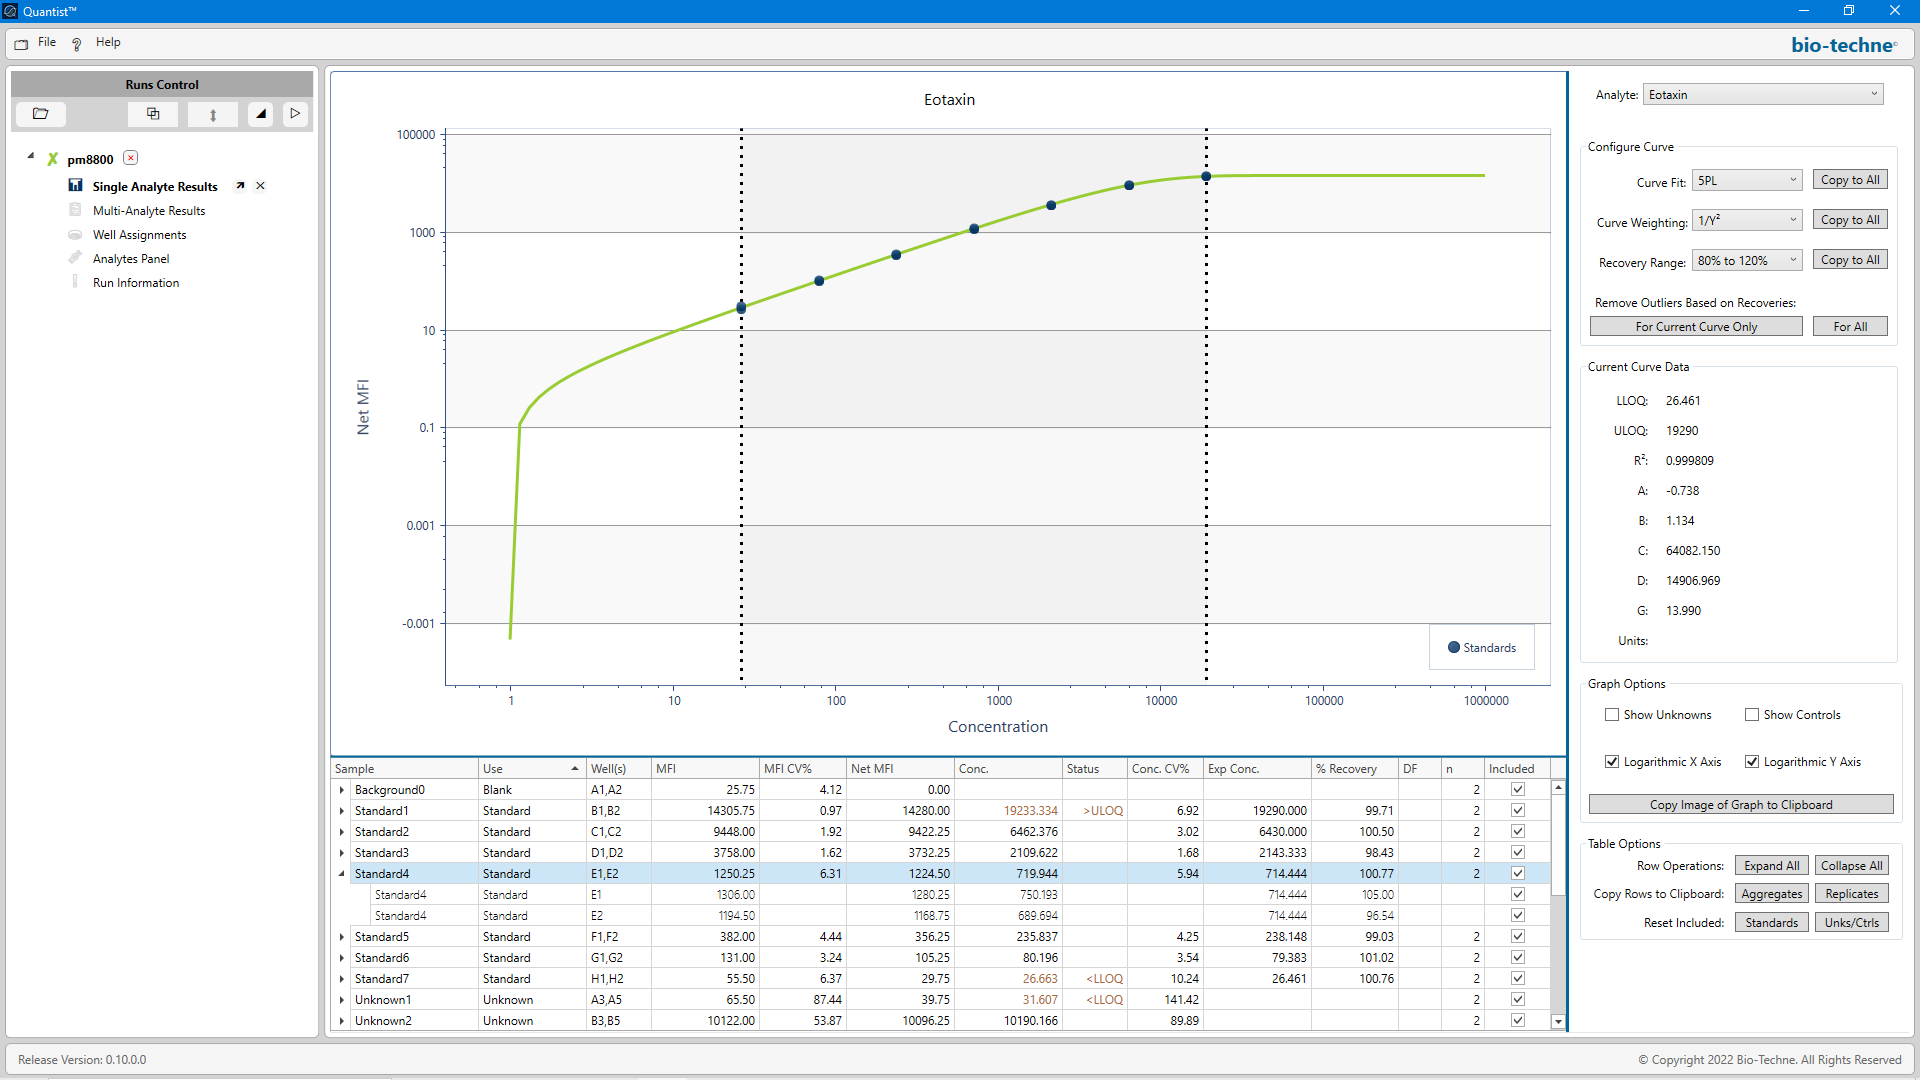 Quantist™
File
Help
bio-techne®
Runs Control
pm8800
Single Analyte Results
Multi-Analyte Results
Well Assignments
Analytes Panel
Run Information
Eotaxin
100000
1000
10
0.1
0.001
-0.001
Net MFI
1 10 100 1000 10000 100000 1000000
Concentration
Standards
Analyte: Eotaxin
Configure Curve
Curve Fit: 5PL Copy to All
Curve Weighting: 1/Y² Copy to All
Recovery Range: 80% to 120% Copy to All
Remove Outliers Based on Recoveries:
For Current Curve Only For All
Current Curve Data
LLOQ: 26.461
ULOQ: 19290
R²: 0.999809
A: -0.738
B: 1.134
C: 64082.150
D: 14906.969
G: 13.990
Units:
Graph Options
Show Unknowns Show Controls
Logarithmic X Axis Logarithmic Y Axis
Copy Image of Graph to Clipboard
Table Options
Row Operations: Expand All Collapse All
Copy Rows to Clipboard: Aggregates Replicates
Reset Included: Standards Unks/Ctrls
Sample Use Well(s) MFI MFI CV% Net MFI Conc. Status Conc. CV% Exp Conc. % Recovery DF n Included
Background0 Blank A1,A2 25.75 4.12 0.00 2
Standard1 Standard B1,B2 14305.75 0.97 14280.00 19233.334 >ULOQ 6.92 19290.000 99.71 2
Standard2 Standard C1,C2 9448.00 1.92 9422.25 6462.376 3.02 6430.000 100.50 2
Standard3 Standard D1,D2 3758.00 1.62 3732.25 2109.622 1.68 2143.333 98.43 2
Standard4 Standard E1,E2 1250.25 6.31 1224.50 719.944 5.94 714.444 100.77 2
Standard4 Standard E1 1306.00 1280.25 750.193 714.444 105.00
Standard4 Standard E2 1194.50 1168.75 689.694 714.444 96.54
Standard5 Standard F1,F2 382.00 4.44 356.25 235.837 4.25 238.148 99.03 2
Standard6 Standard G1,G2 131.00 3.24 105.25 80.196 3.54 79.383 101.02 2
Standard7 Standard H1,H2 55.50 6.37 29.75 26.663 <LLOQ 10.24 26.461 100.76 2
Unknown1 Unknown A3,A5 65.50 87.44 39.75 31.607 <LLOQ 141.42 2
Unknown2 Unknown B3,B5 10122.00 53.87 10096.25 10190.166 89.89 2
Release Version: 0.10.0.0
© Copyright 2022 Bio-Techne. All Rights Reserved